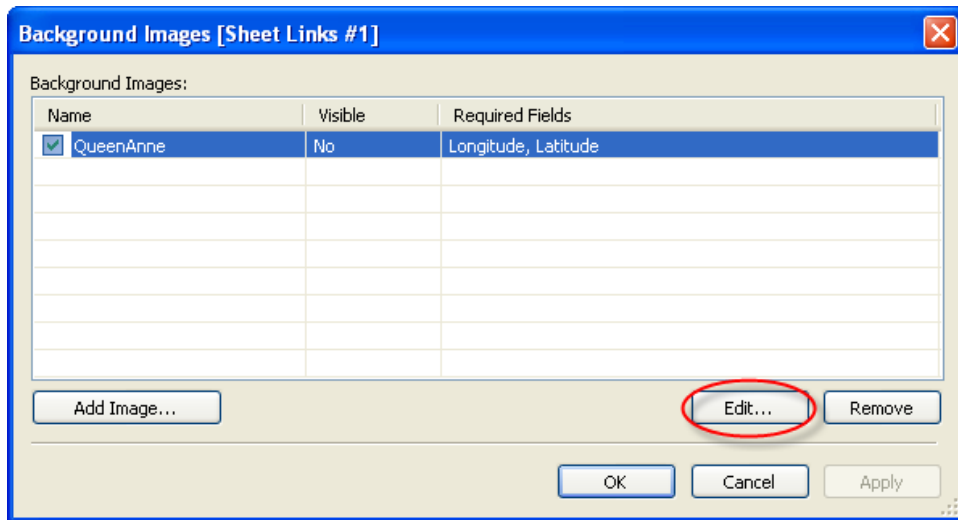 Background Images [Sheet Links #1]
Background Images:
Name Visible Required Fields
QueenAnne No Longitude, Latitude
Add Image... Edit... Remove
OK Cancel Apply